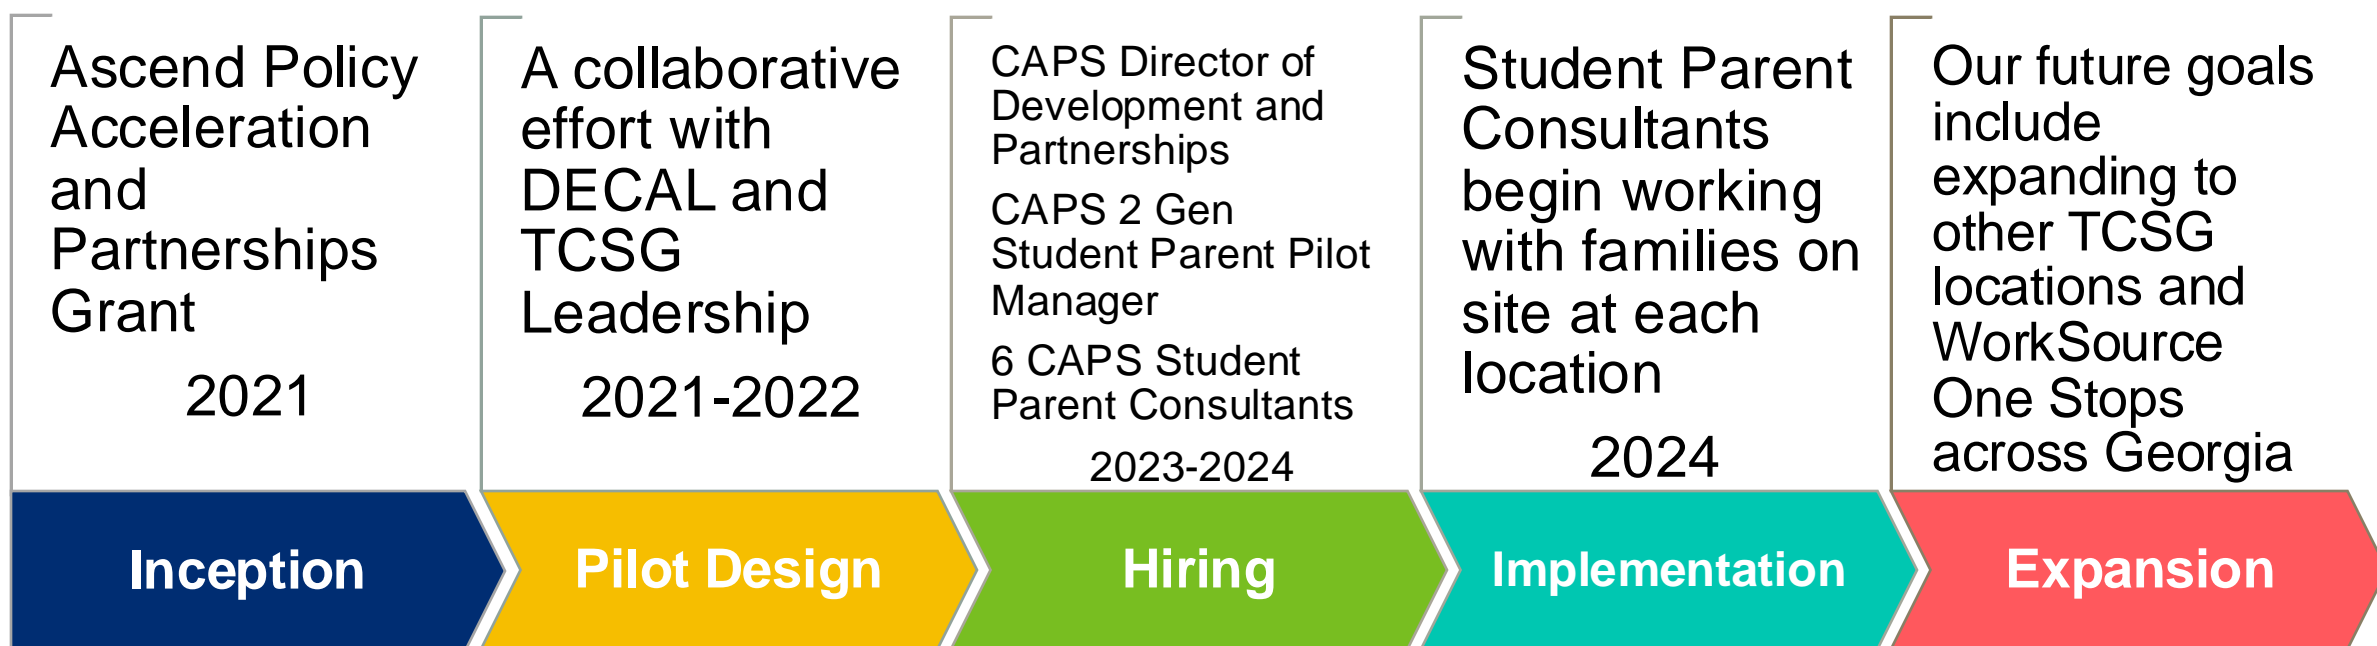 Ascend Policy
Acceleration
and
Partnerships
Grant
2021
Inception
A collaborative
effort with
DECAL and
TCSG
Leadership
2021-2022
Pilot Design
CAPS Director of
Development and
Partnerships
CAPS 2 Gen
Student Parent Pilot
Manager
6 CAPS Student
Parent Consultants
2023-2024
Hiring
Student Parent
Consultants
begin working
with families on
site at each
location
2024
Implementation
Our future goals
include
expanding to
other TCSG
locations and
WorkSource
One Stops
across Georgia
Expansion